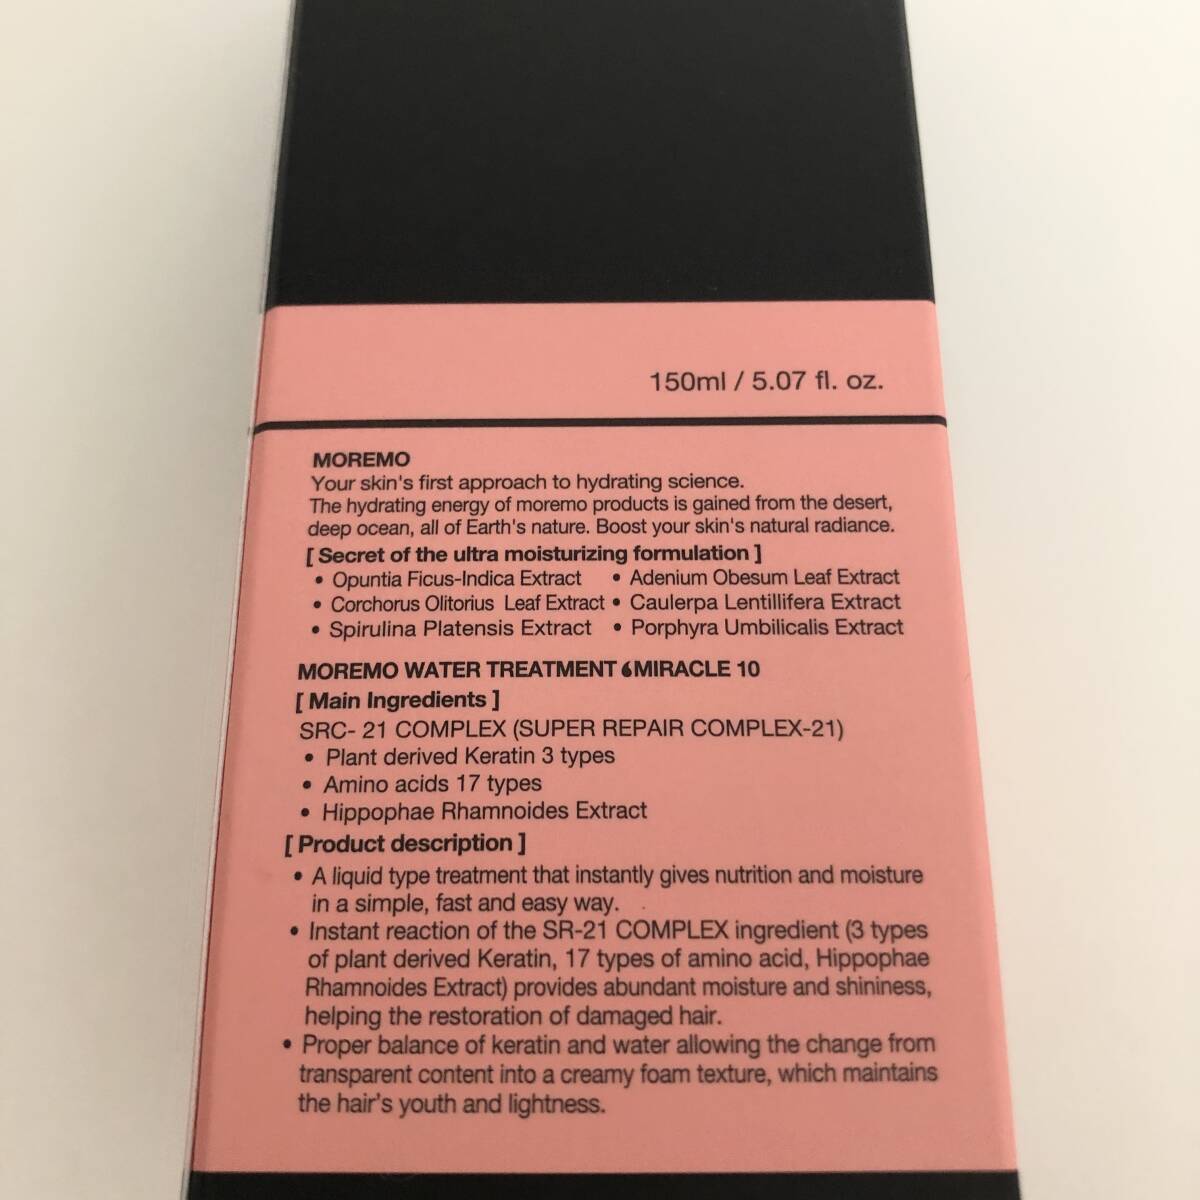 150ml / 5.07 fl. oz.
MOREMO
Your skin's first approach to hydrating science.
The hydrating energy of moremo products is gained from the desert,
deep ocean, all of Earth's nature. Boost your skin's natural radiance.
[ Secret of the ultra moisturizing formulation ]
• Opuntia Ficus-Indica Extract • Adenium Obesum Leaf Extract
• Corchorus Olitorius Leaf Extract • Caulerpa Lentillifera Extract
• Spirulina Platensis Extract • Porphyra Umbilicalis Extract
MOREMO WATER TREATMENT MIRACLE 10
[ Main Ingredients ]
SRC- 21 COMPLEX (SUPER REPAIR COMPLEX-21)
• Plant derived Keratin 3 types
• Amino acids 17 types
• Hippophae Rhamnoides Extract
[ Product description ]
• A liquid type treatment that instantly gives nutrition and moisture
in a simple, fast and easy way.
• Instant reaction of the SR-21 COMPLEX ingredient (3 types
of plant derived Keratin, 17 types of amino acid, Hippophae
Rhamnoides Extract) provides abundant moisture and shininess,
helping the restoration of damaged hair.
• Proper balance of keratin and water allowing the change from
transparent content into a creamy foam texture, which maintains
the hair's youth and lightness.